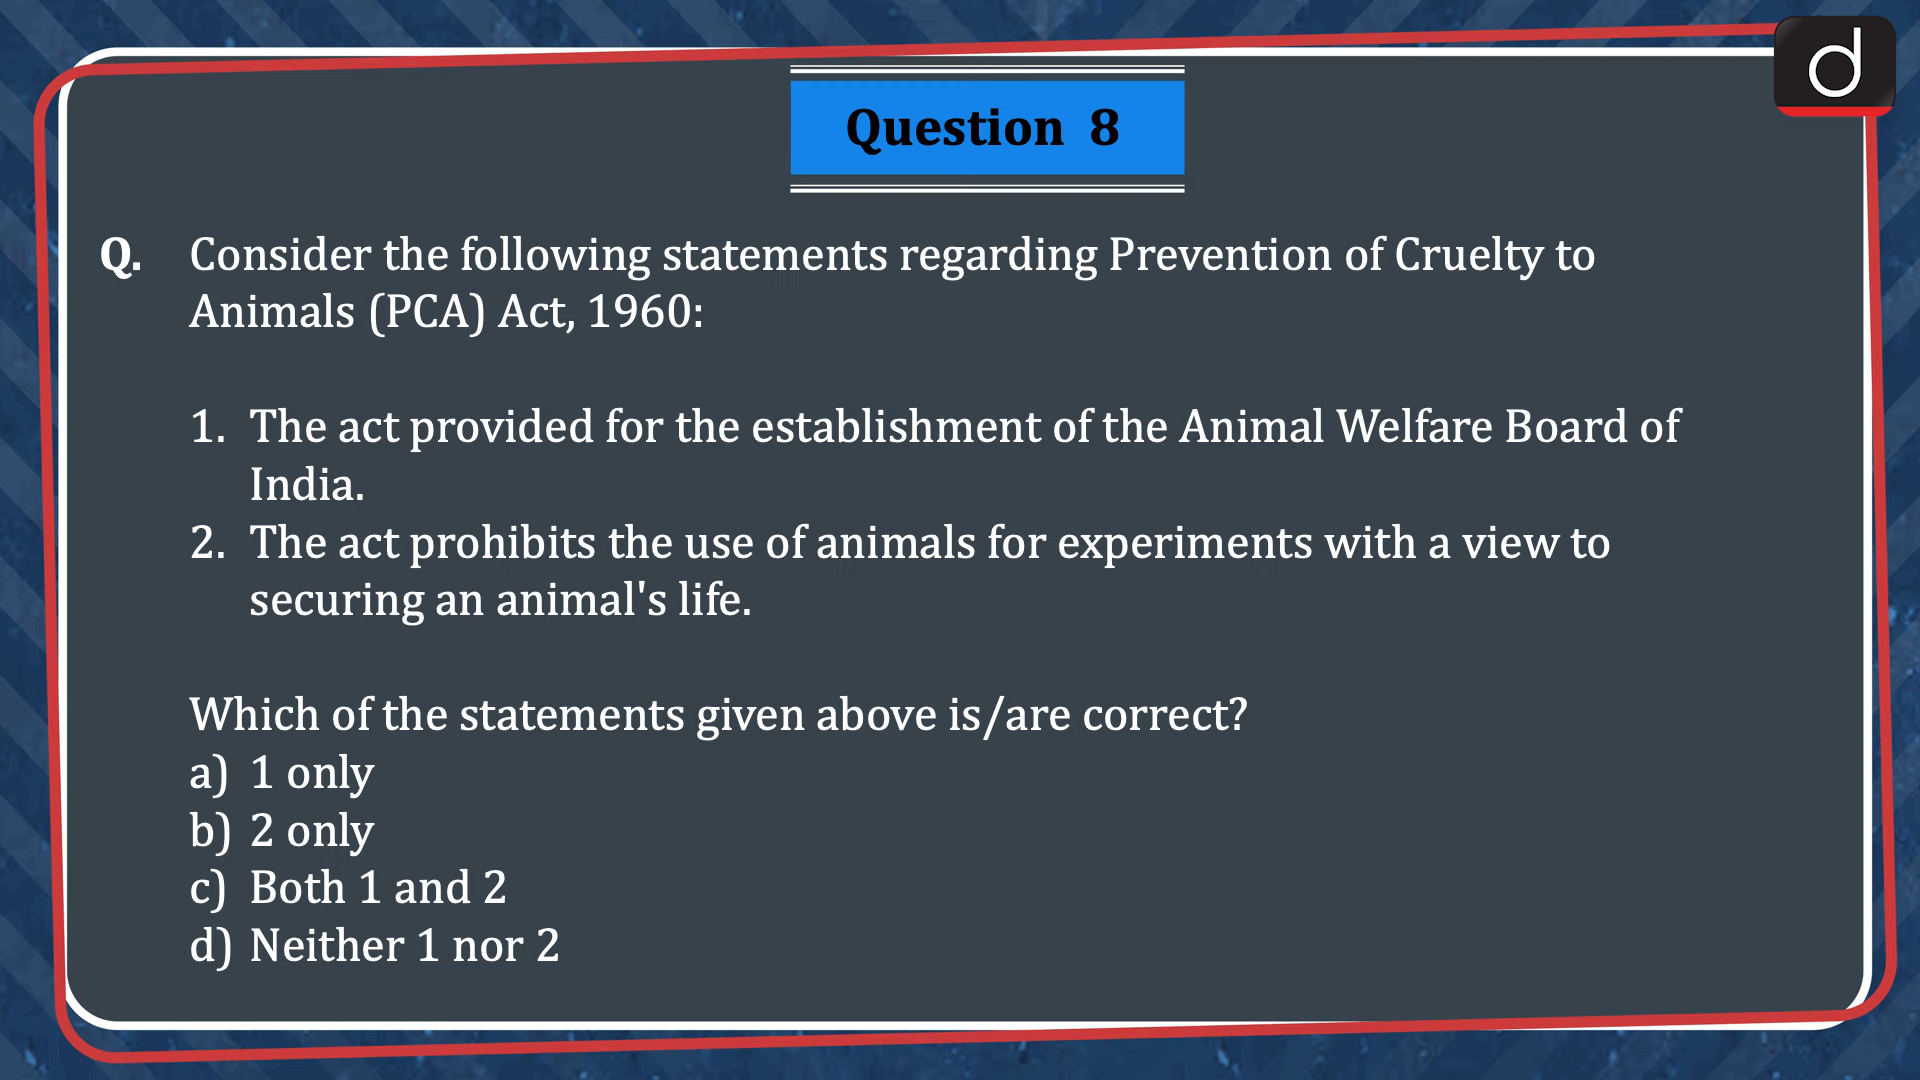 Question 8
Q. Consider the following statements regarding Prevention of Cruelty to
Animals (PCA) Act, 1960:
1. The act provided for the establishment of the Animal Welfare Board of
India.
2. The act prohibits the use of animals for experiments with a view to
securing an animal's life.
Which of the statements given above is/are correct?
a) 1 only
b) 2 only
c) Both 1 and 2
d) Neither 1 nor 2
d